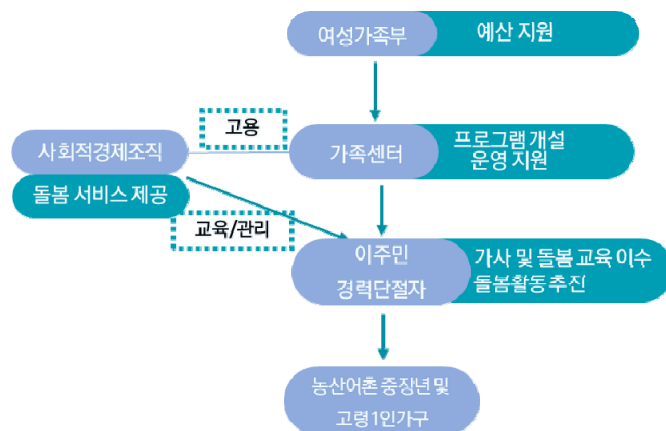 여성가족부
예산 지원
고용
사회적경제조직
돌봄 서비스 제공
가족센터
프로그램 개설
운영 지원
교육/관리
이주민
경력단절자
가사 및 돌봄 교육 이수
돌봄활동 추진
농산어촌 중장년 및
고령 1인가구